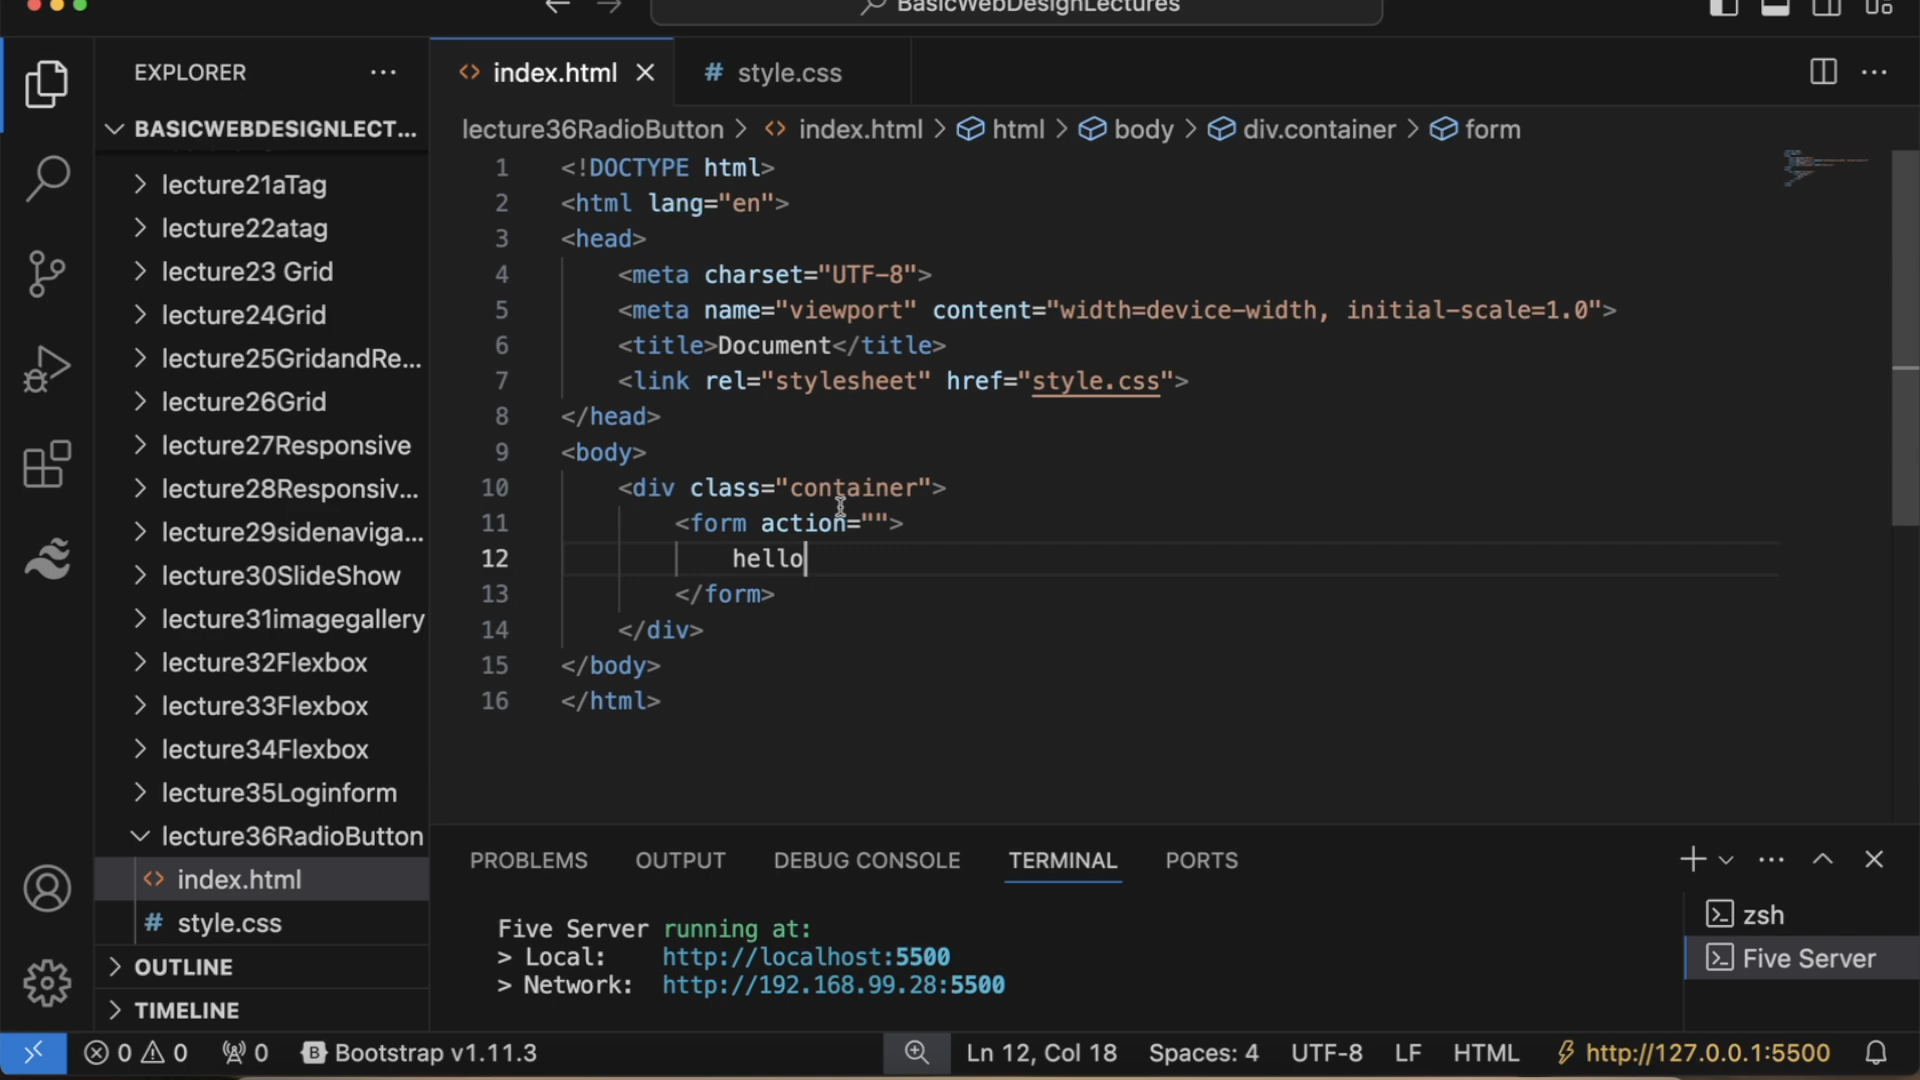 BasicWebDesignLectures
EXPLORER
BASICWEBDESIGNLECT...
lecture21aTag
lecture22atag
lecture23 Grid
lecture24Grid
lecture25GridandRe...
lecture26Grid
lecture27Responsive
lecture28Responsiv...
lecture29sidenaviga...
lecture30SlideShow
lecture31imagegallery
lecture32Flexbox
lecture33Flexbox
lecture34Flexbox
lecture35Loginform
lecture36RadioButton
<> index.html
# style.css
OUTLINE
TIMELINE
<> index.html
# style.css
lecture36RadioButton > <> index.html > html > body > div.container > form
1 <!DOCTYPE html>
2 <html lang="en">
3 <head>
4 <meta charset="UTF-8">
5 <meta name="viewport" content="width=device-width, initial-scale=1.0">
6 <title>Document</title>
7 <link rel="stylesheet" href="style.css">
8 </head>
9 <body>
10 <div class="container">
11 <form action="">
12 hello
13 </form>
14 </div>
15 </body>
16 </html>
PROBLEMS OUTPUT DEBUG CONSOLE TERMINAL PORTS
Five Server running at:
> Local: http://localhost:5500
> Network: http://192.168.99.28:5500
zsh
Five Server
0 0 0 B Bootstrap v1.11.3 Ln 12, Col 18 Spaces: 4 UTF-8 LF HTML http://127.0.0.1:5500